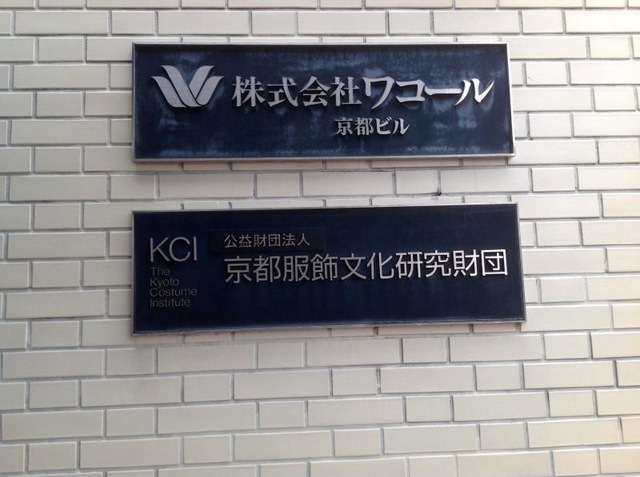 株式会社ワコール
京都ビル
KCI
The
Kyoto
Costume
Institute
公益財団法人
京都服飾文化研究財団